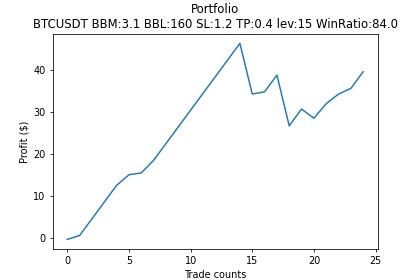 Portfolio
BTCUSDT BBM:3.1 BBL:160 SL:1.2 TP:0.4 lev:15 WinRatio:84.0
40
30
20
10
0
Profit ($)
0 5 10 15 20 25
Trade counts